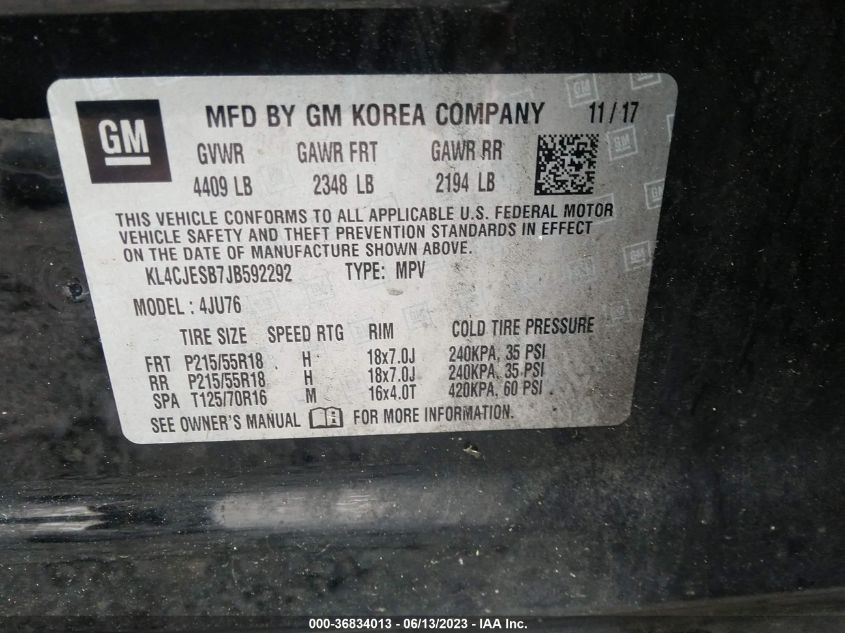 GM MFD BY GM KOREA COMPANY 11/17
GVWR GAWR FRT GAWR RR
4409 LB 2348 LB 2194 LB
THIS VEHICLE CONFORMS TO ALL APPLICABLE U.S. FEDERAL MOTOR
VEHICLE SAFETY AND THEFT PREVENTION STANDARDS IN EFFECT
ON THE DATE OF MANUFACTURE SHOWN ABOVE.
KL4CJESB7JB592292 TYPE: MPV
MODEL : 4JU76
TIRE SIZE SPEED RTG RIM COLD TIRE PRESSURE
FRT P215/55R18 H 18x7.0J 240KPA, 35 PSI
RR P215/55R18 H 18x7.0J 240KPA, 35 PSI
SPA T125/70R16 M 16x4.0T 420KPA, 60 PSI
SEE OWNER'S MANUAL FOR MORE INFORMATION.
000-36834013 - 06/13/2023 - IAA Inc.